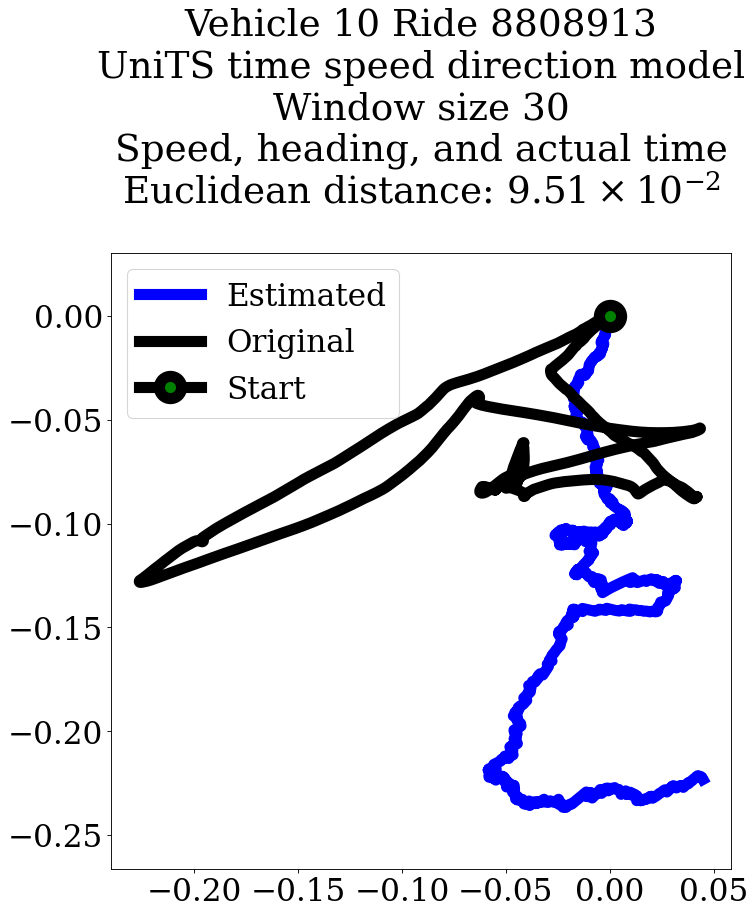 Vehicle 10 Ride 8808913
UniTS time speed direction model
Window size 30
Speed, heading, and actual time
Euclidean distance: 9.51 × 10⁻²
Estimated
Original
Start
0.00
−0.05
−0.10
−0.15
−0.20
−0.25
−0.20 −0.15 −0.10 −0.05 0.00 0.05